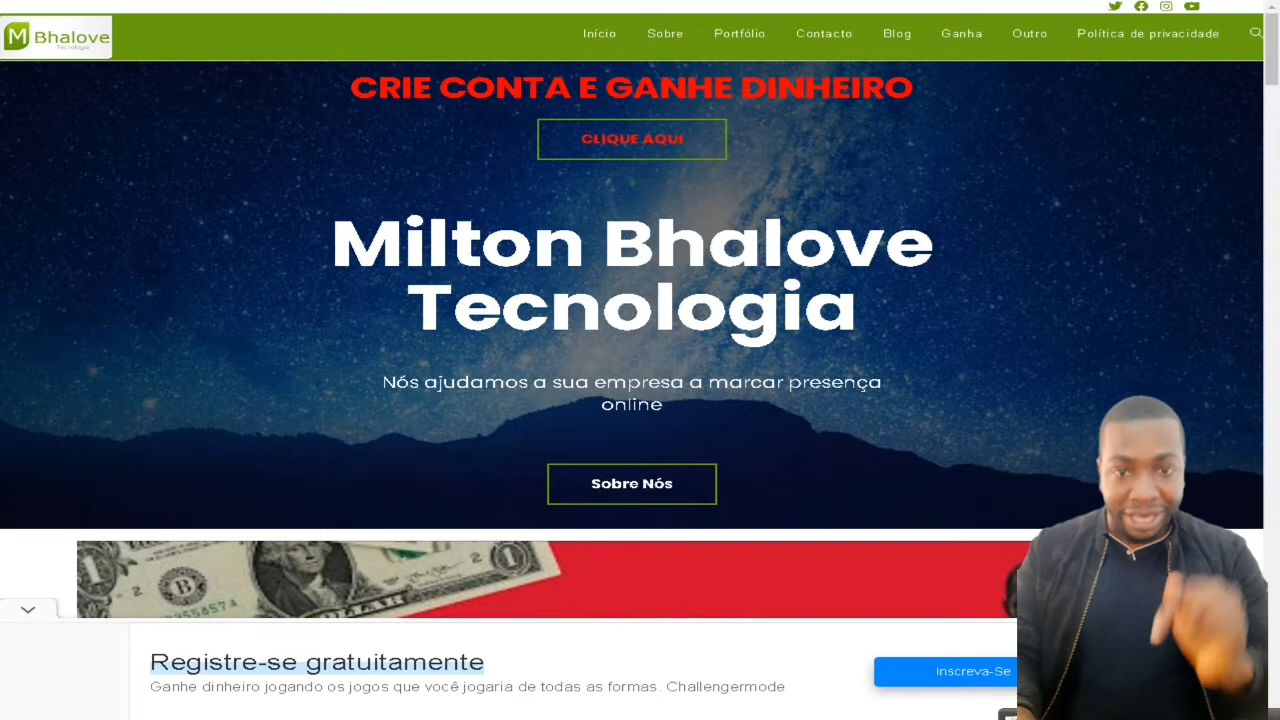 M Bhalove
Tecnologia
Início Sobre Portfólio Contacto Blog Ganha Outro Política de privacidade
CRIE CONTA E GANHE DINHEIRO
CLIQUE AQUI
Milton Bhalove
Tecnologia
Nós ajudamos a sua empresa a marcar presença
online
Sobre Nós
Registre-se gratuitamente
Ganhe dinheiro jogando os jogos que você jogaria de todas as formas. Challengermode
Inscreva-Se